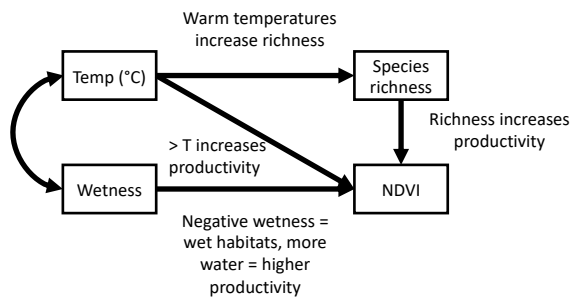 Warm temperatures
increase richness
Temp (°C)
Species
richness
Richness increases
productivity
> T increases
productivity
Wetness
NDVI
Negative wetness =
wet habitats, more
water = higher
productivity